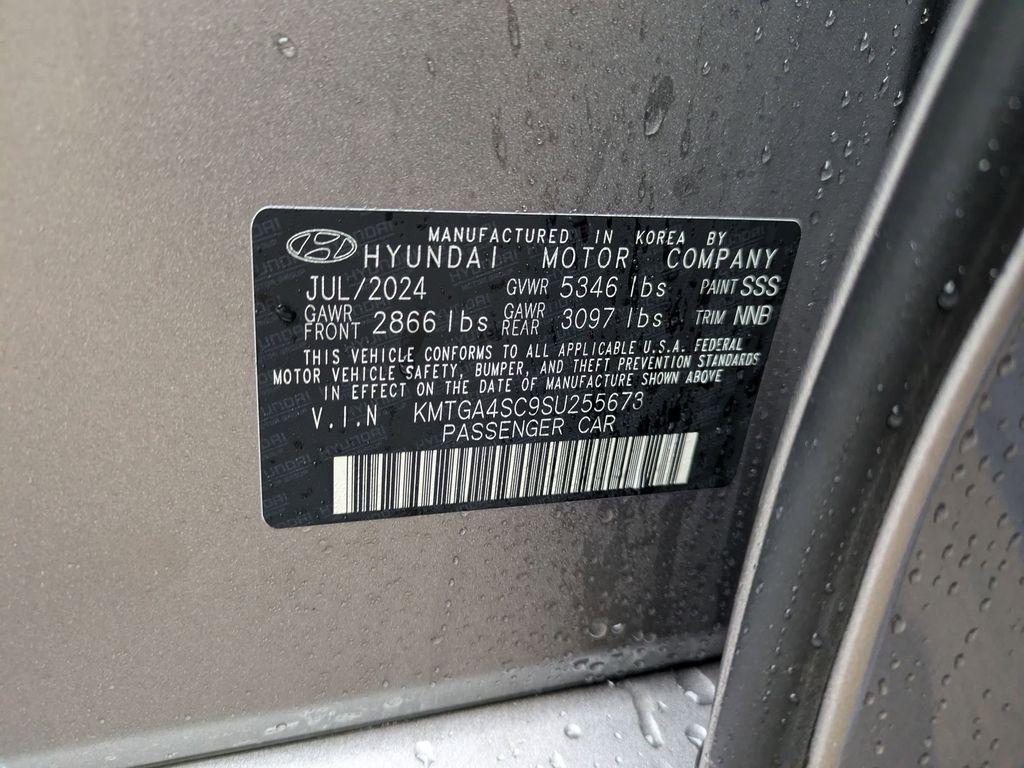 MANUFACTURED IN KOREA BY
HYUNDAI MOTOR COMPANY
JUL/2024 GVWR 5346 lbs PAINT SSS
GAWR FRONT 2866 lbs GAWR REAR 3097 lbs TRIM NNB
THIS VEHICLE CONFORMS TO ALL APPLICABLE U.S.A. FEDERAL
MOTOR VEHICLE SAFETY, BUMPER, AND THEFT PREVENTION STANDARDS
IN EFFECT ON THE DATE OF MANUFACTURE SHOWN ABOVE
V.I.N KMTGA4SC9SU255673
PASSENGER CAR